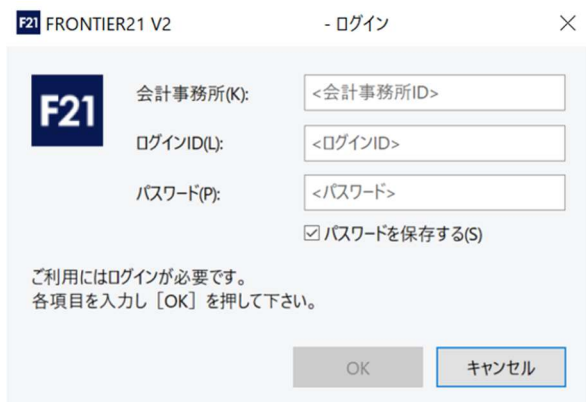 F21 FRONTIER21 V2 - ログイン
F21
会計事務所(K): <会計事務所ID>
ログインID(L): <ログインID>
パスワード(P): <パスワード>
パスワードを保存する(S)
ご利用にはログインが必要です。
各項目を入力し［OK］を押して下さい。
OK キャンセル